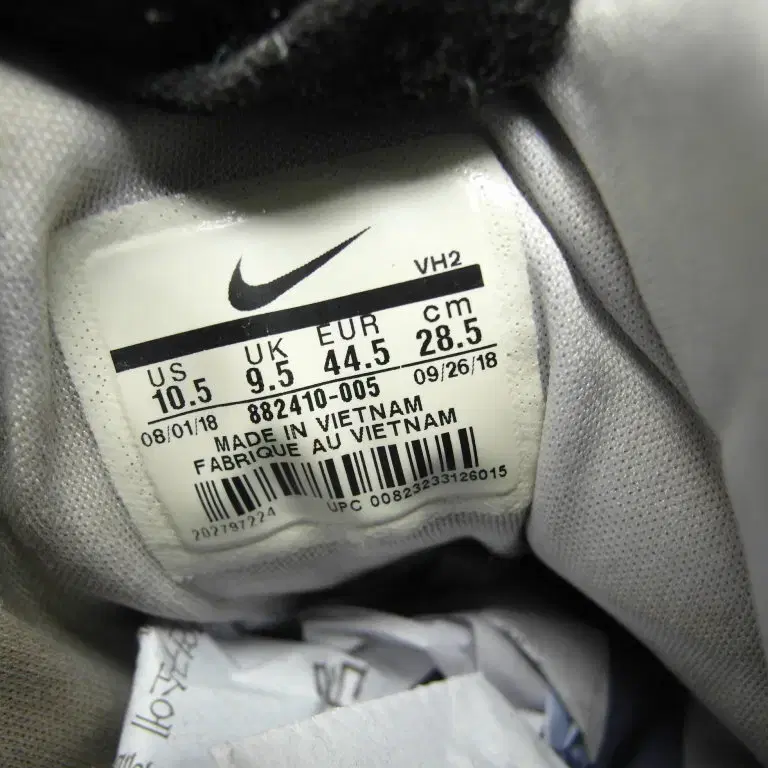 VH2
US UK EUR cm
10.5 9.5 44.5 28.5
08/01/18 882410-005 09/26/18
MADE IN VIETNAM
FABRIQUE AU VIETNAM
202797224 UPC 00823233126015